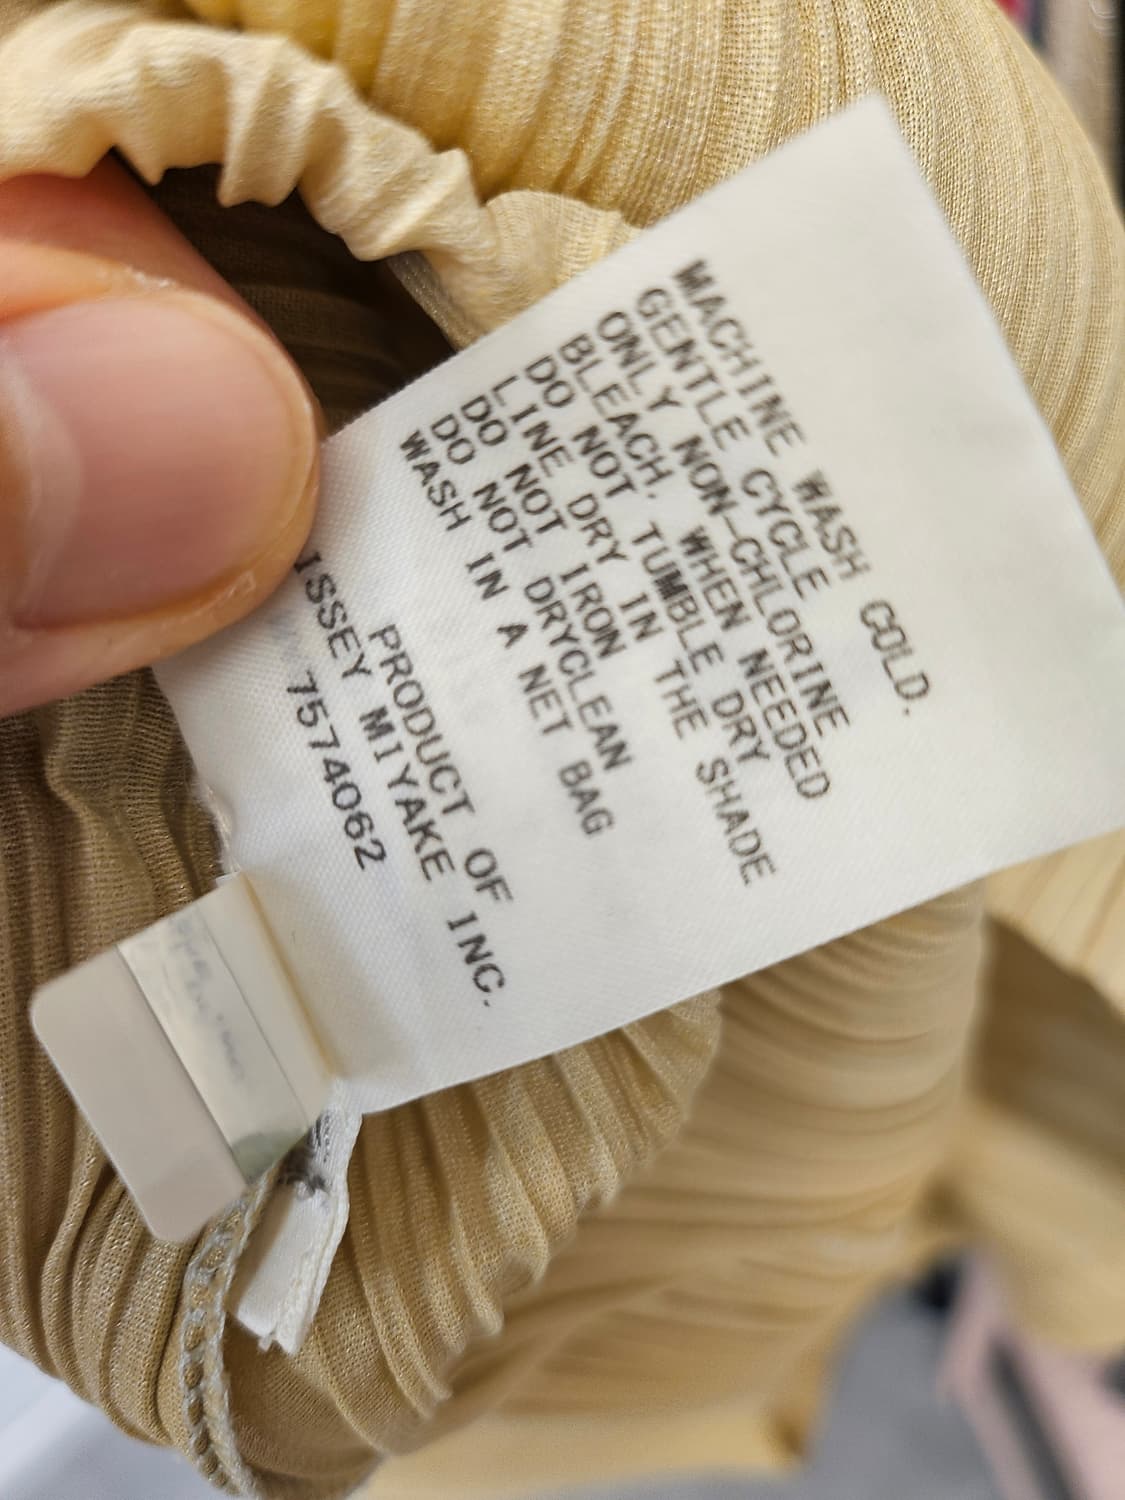 MACHINE WASH COLD.
GENTLE CYCLE
ONLY NON-CHLORINE
BLEACH. WHEN NEEDED
DO NOT TUMBLE DRY
LINE DRY IN THE SHADE
DO NOT IRON
DO NOT DRYCLEAN
WASH IN A NET BAG
PRODUCT OF
ISSEY MIYAKE INC.
7574062